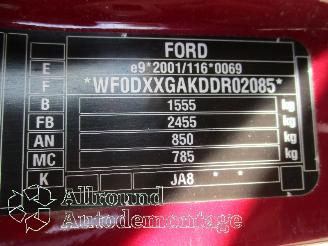 FORD
E e9*2001/116*0069
F *WF0DXXGAKDDR02085*
B 1555 kg
FB 2455 kg
AN 850 kg
MC 785 kg
K JA8 * *
Allround
Autodemontage